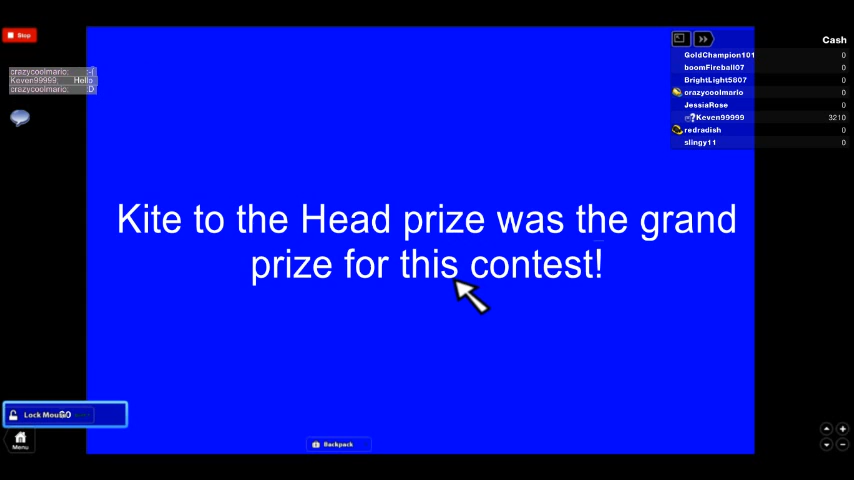 Stop
Cash
GoldChampion101 0
boomFireball07 0
BrightLight5807 0
crazycoolmario 0
JessiaRose 0
Keven99999 3210
redradish 0
slingy11 0
crazycoolmario: :-(
Keven99999: Hello
crazycoolmario: :D
Kite to the Head prize was the grand
prize for this contest!
Lock
Menu
Backpack